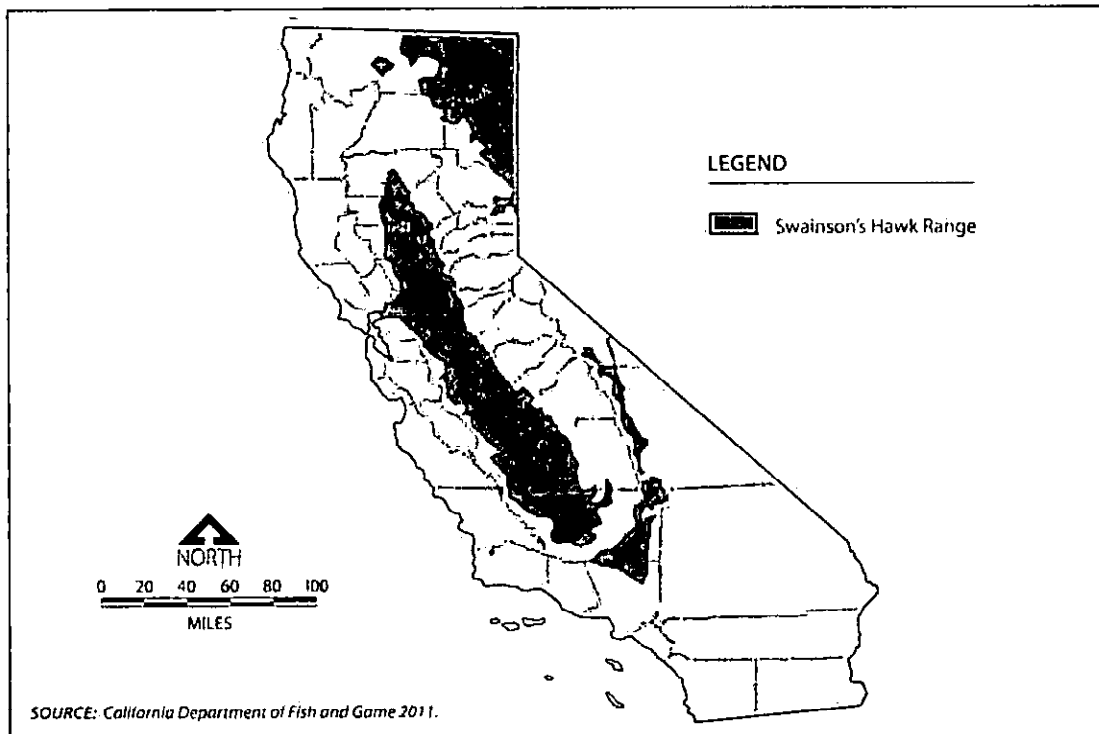 LEGEND
Swainson's Hawk Range
NORTH
0 20 40 60 80 100
MILES
SOURCE: California Department of Fish and Game 2011.